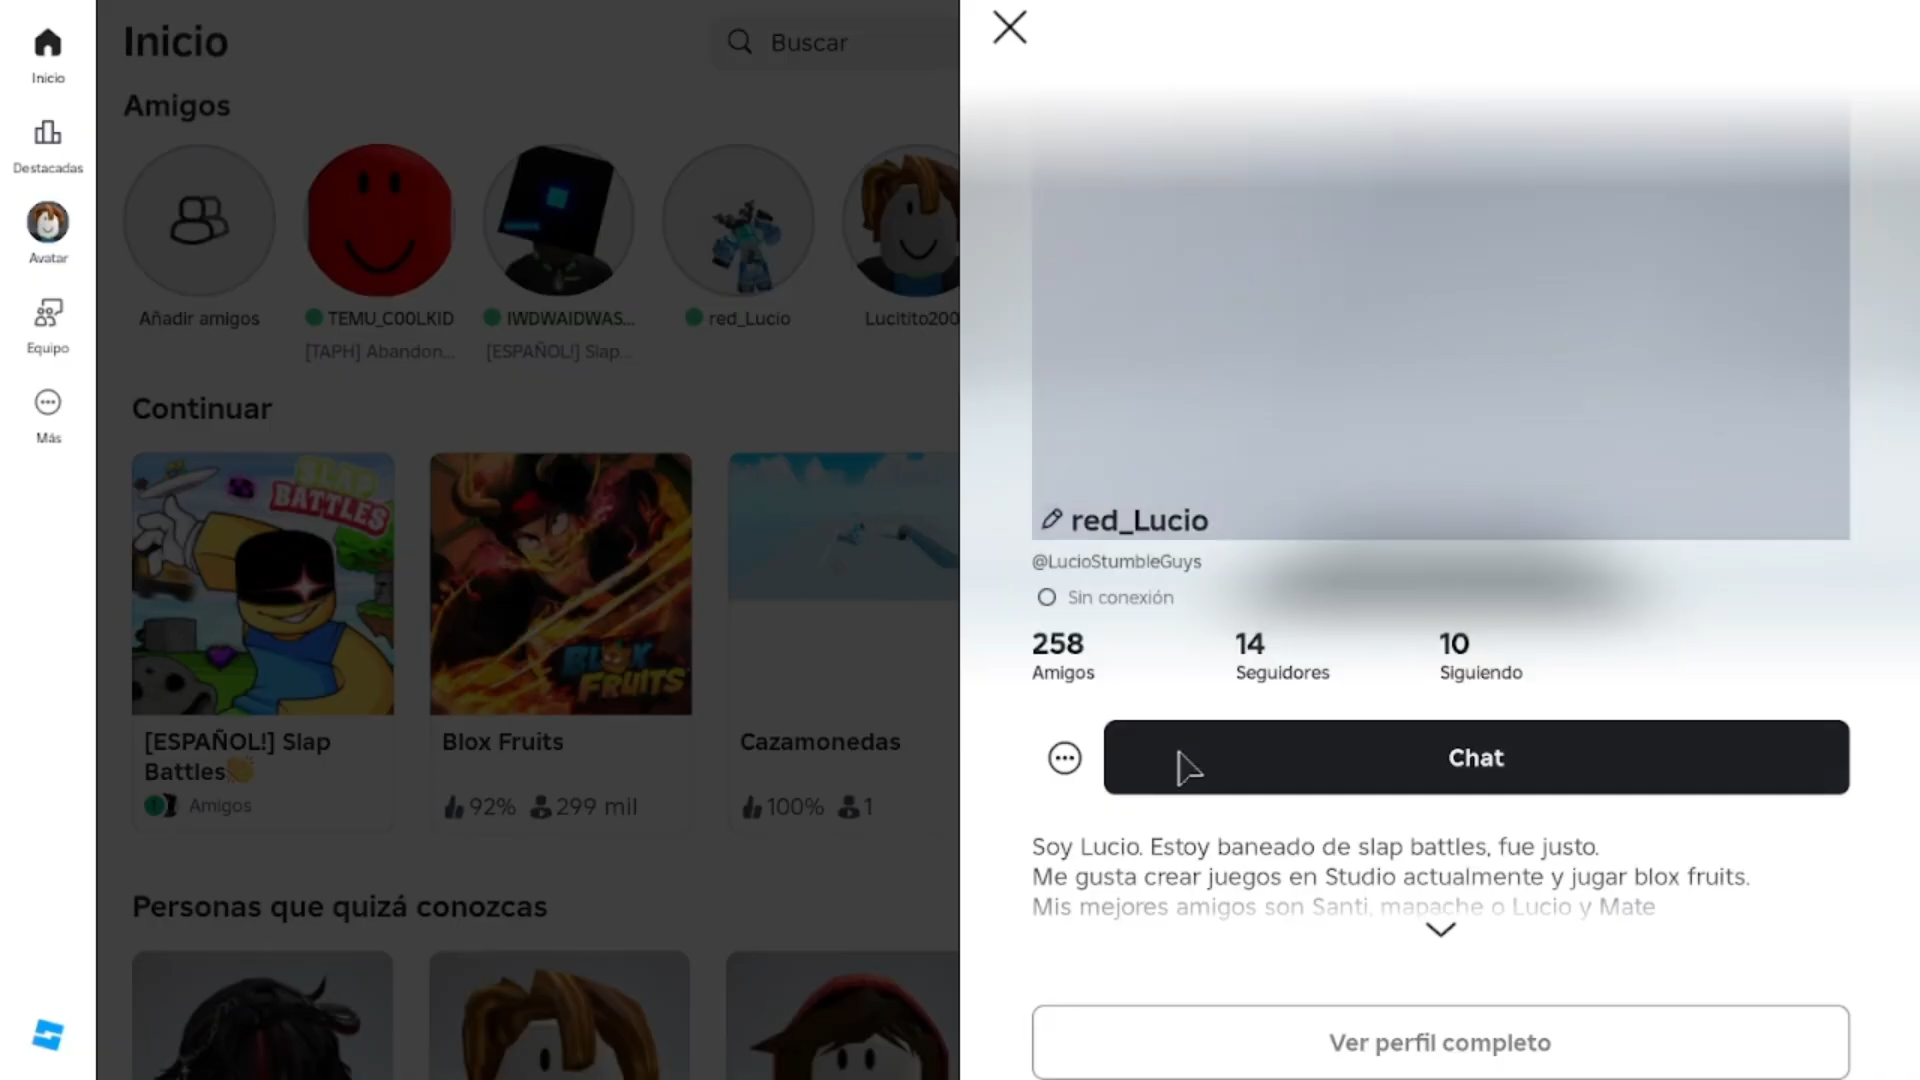 Inicio
Destacadas
Avatar
Equipo
Más
Inicio
Buscar
Amigos
Añadir amigos
TEMU_C00LKID
[TAPH] Abandon...
IWDWAIDWAS...
[ESPAÑOL!] Slap...
red_Lucio
Lucitito200
Continuar
SLAP
BATTLES
[ESPAÑOL!] Slap
Battles👏
1 Amigos
BLOX
FRUITS
Blox Fruits
92% 299 mil
Cazamonedas
100% 1
Personas que quizá conozcas
red_Lucio
@LucioStumbleGuys
Sin conexión
258
Amigos
14
Seguidores
10
Siguiendo
Chat
Soy Lucio. Estoy baneado de slap battles, fue justo.
Me gusta crear juegos en Studio actualmente y jugar blox fruits.
Mis mejores amigos son Santi, mapache o Lucio y Mate
Ver perfil completo